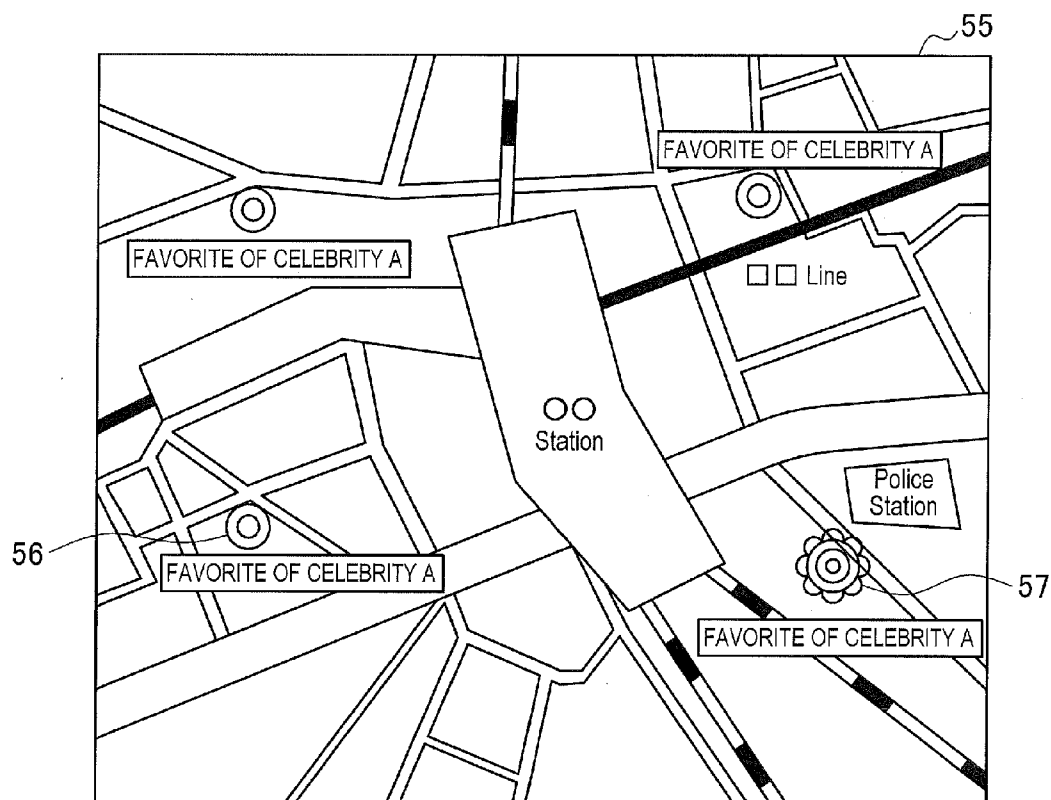 55
FAVORITE OF CELEBRITY A
FAVORITE OF CELEBRITY A
□□ Line
○○
Station
Police
Station
56
FAVORITE OF CELEBRITY A
57
FAVORITE OF CELEBRITY A